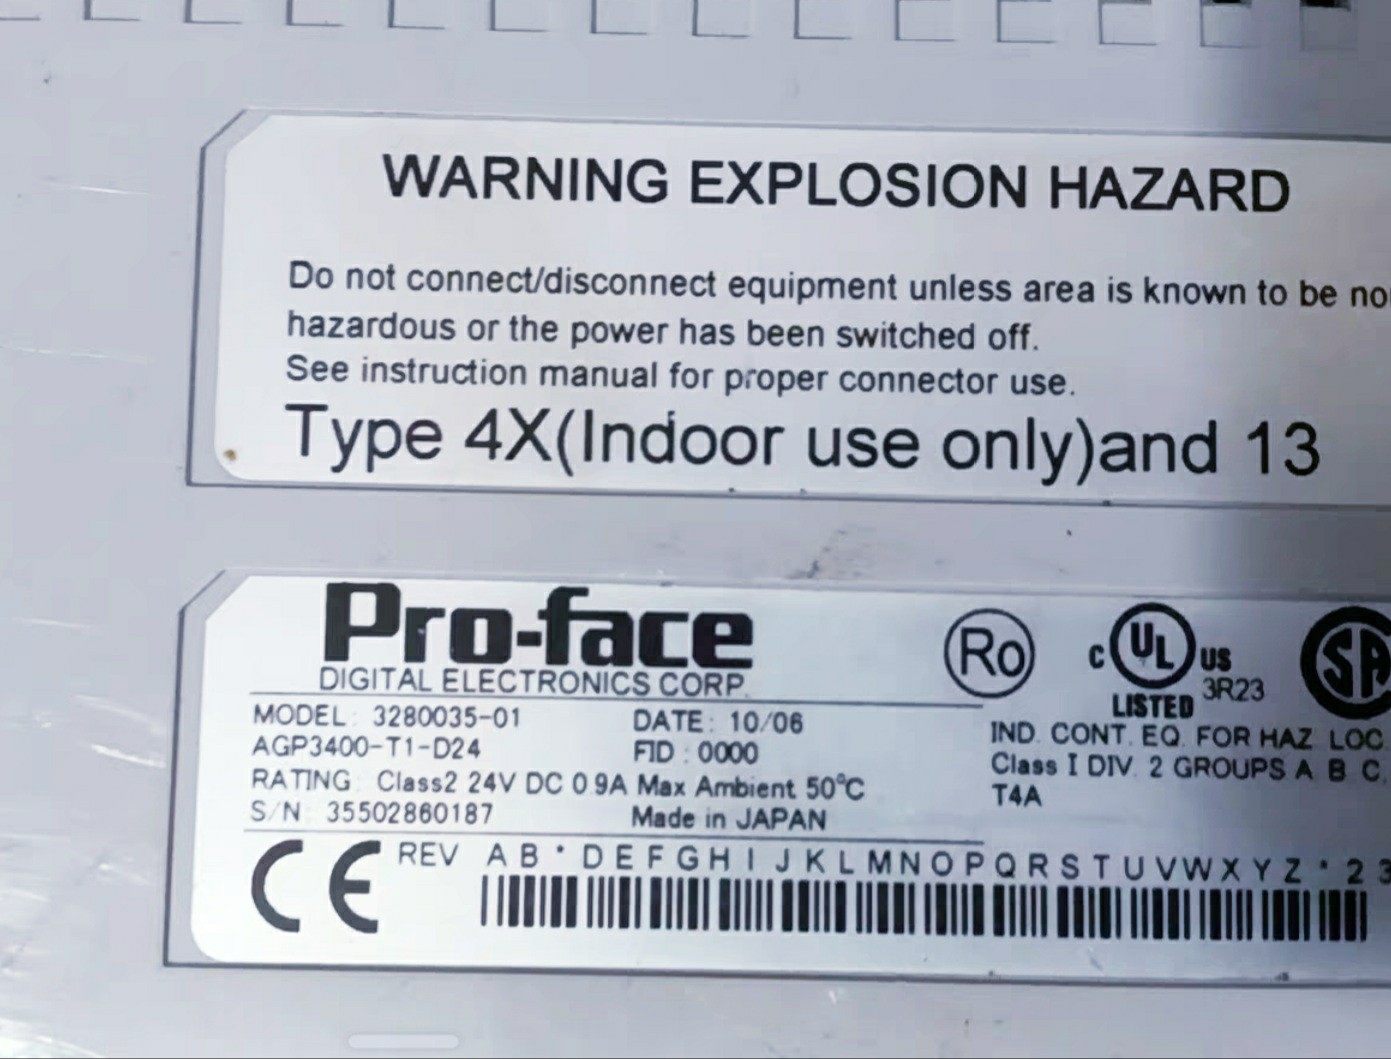 WARNING EXPLOSION HAZARD
Do not connect/disconnect equipment unless area is known to be
hazardous or the power has been switched off.
See instruction manual for proper connector use.
Type 4X(Indoor use only)and 13
Pro-face
DIGITAL ELECTRONICS CORP.
MODEL: 3280035-01 DATE: 10/06
AGP3400-T1-D24 FID: 0000
RATING: Class2 24V DC 0.9A Max Ambient 50°C
S/N 35502860187 Made in JAPAN
Ro
C UL US
LISTED 3R23
SA
IND. CONT. EQ. FOR HAZ. LOC.
Class I DIV. 2 GROUPS A B C,
T4A
CE
REV A B * D E F G H I J K L M N O P Q R S T U V W X Y Z * 2 3